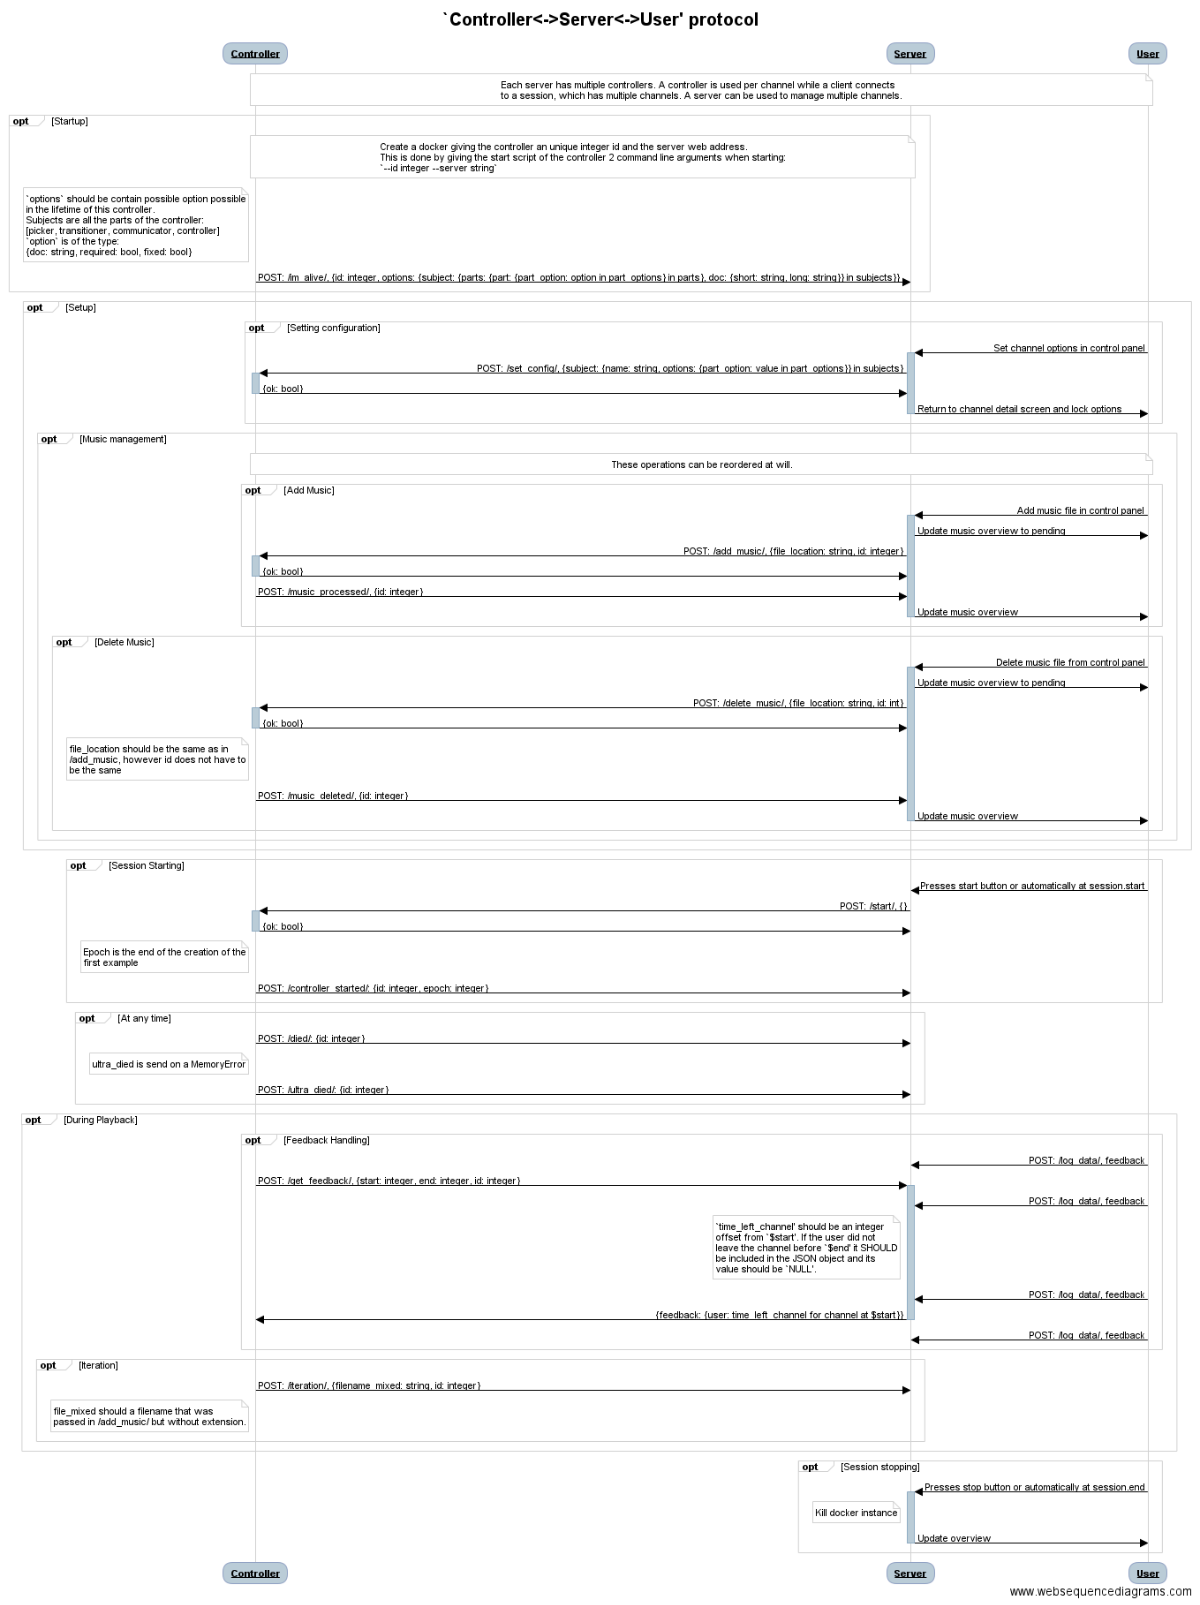 `Controller<->Server<->User' protocol
Controller
Server
User
Each server has multiple controllers. A controller is used per channel while a client connects
to a session, which has multiple channels. A server can be used to manage multiple channels.
opt [Startup]
Create a docker giving the controller an unique integer id and the server web address.
This is done by giving the start script of the controller 2 command line arguments when starting:
`--id integer --server string`
`options` should be contain possible option possible
in the lifetime of this controller.
Subjects are all the parts of the controller:
[picker, transitioner, communicator, controller]
`option` is of the type:
{doc: string, required: bool, fixed: bool}
POST: /im_alive/, {id: integer, options: {subject: {parts: {part: {part_option: option in part_options} in parts}, doc: {short: string, long: string}} in subjects}}
opt [Setup]
opt [Setting configuration]
Set channel options in control panel
POST: /set_config/, {subject: {name: string, options: {part_option: value in part_options}} in subjects}
{ok: bool}
Return to channel detail screen and lock options
opt [Music management]
These operations can be reordered at will.
opt [Add Music]
Add music file in control panel
Update music overview to pending
POST: /add_music/, {file_location: string, id: integer}
{ok: bool}
POST: /music_processed/, {id: integer}
Update music overview
opt [Delete Music]
Delete music file from control panel
Update music overview to pending
POST: /delete_music/, {file_location: string, id: int}
{ok: bool}
file_location should be the same as in
/add_music, however id does not have to
be the same
POST: /music_deleted/, {id: integer}
Update music overview
opt [Session Starting]
Presses start button or automatically at session.start
POST: /start/, {}
{ok: bool}
Epoch is the end of the creation of the
first example
POST: /controller_started/: {id: integer, epoch: integer}
opt [At any time]
POST: /died/: {id: integer}
ultra_died is send on a MemoryError
POST: /ultra_died/: {id: integer}
opt [During Playback]
opt [Feedback Handling]
POST: /log_data/, feedback
POST: /get_feedback/, {start: integer, end: integer, id: integer}
POST: /log_data/, feedback
`time_left_channel' should be an integer
offset from `$start'. If the user did not
leave the channel before `$end' it SHOULD
be included in the JSON object and its
value should be `NULL'.
POST: /log_data/, feedback
{feedback: {user: time_left_channel for channel at $start}}
POST: /log_data/, feedback
opt [Iteration]
POST: /iteration/, {filename_mixed: string, id: integer}
file_mixed should a filename that was
passed in /add_music/ but without extension.
opt [Session stopping]
Presses stop button or automatically at session.end
Kill docker instance
Update overview
Controller
Server
User
www.websequencediagrams.com